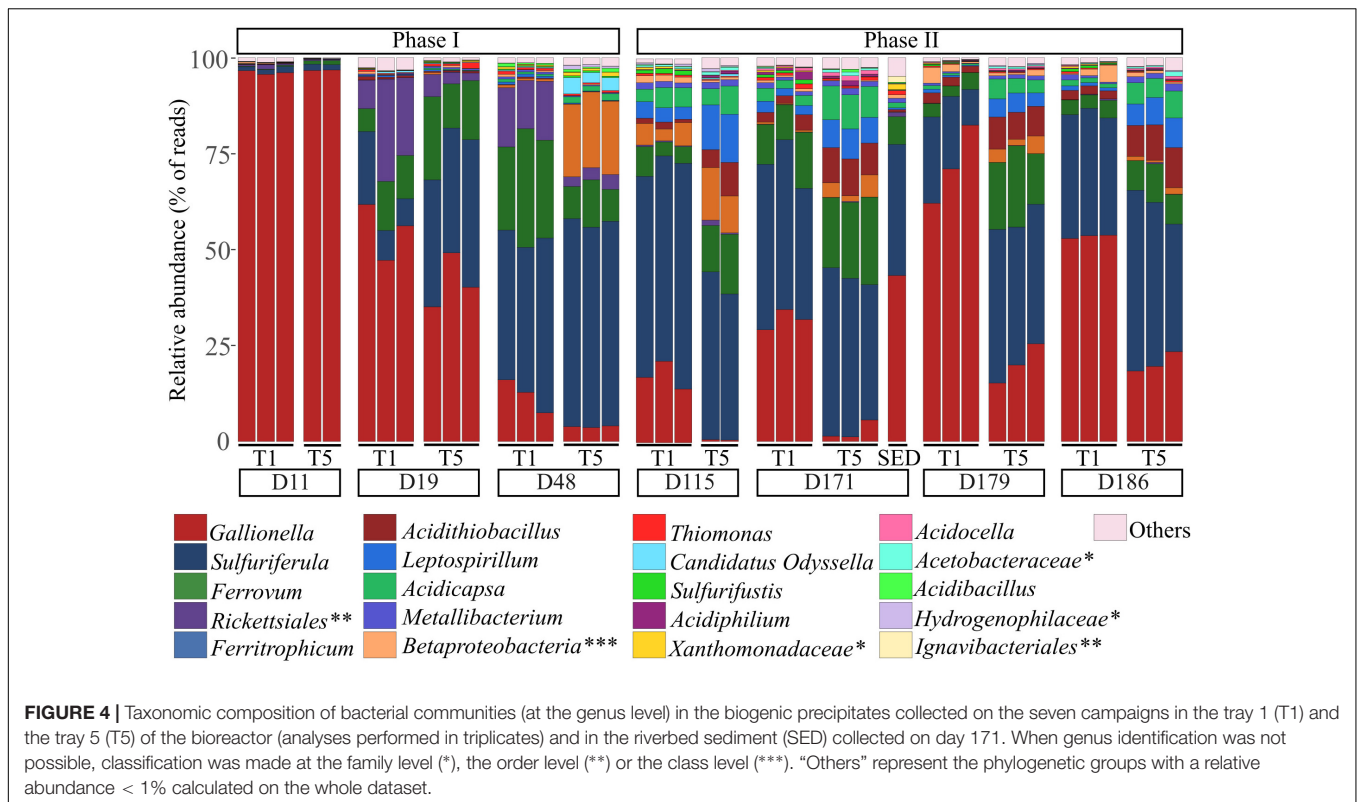 Phase I Phase II
100
75
50
25
0
Relative abundance (% of reads)
T1 T5 T1 T5 T1 T5 T1 T5 T1 T5 SED T1 T5 T1 T5
D11 D19 D48 D115 D171 D179 D186
Gallionella Acidithiobacillus Thiomonas Acidocella Others
Sulfuriferula Leptospirillum Candidatus Odyssella Acetobacteraceae*
Ferrovum Acidicapsa Sulfurifustis Acidibacillus
Rickettsiales** Metallibacterium Acidiphilium Hydrogenophilaceae*
Ferritrophicum Betaproteobacteria*** Xanthomonadaceae* Ignavibacteriales**
FIGURE 4 | Taxonomic composition of bacterial communities (at the genus level) in the biogenic precipitates collected on the seven campaigns in the tray 1 (T1) and
the tray 5 (T5) of the bioreactor (analyses performed in triplicates) and in the riverbed sediment (SED) collected on day 171. When genus identification was not
possible, classification was made at the family level (*), the order level (**) or the class level (***). “Others” represent the phylogenetic groups with a relative
abundance < 1% calculated on the whole dataset.